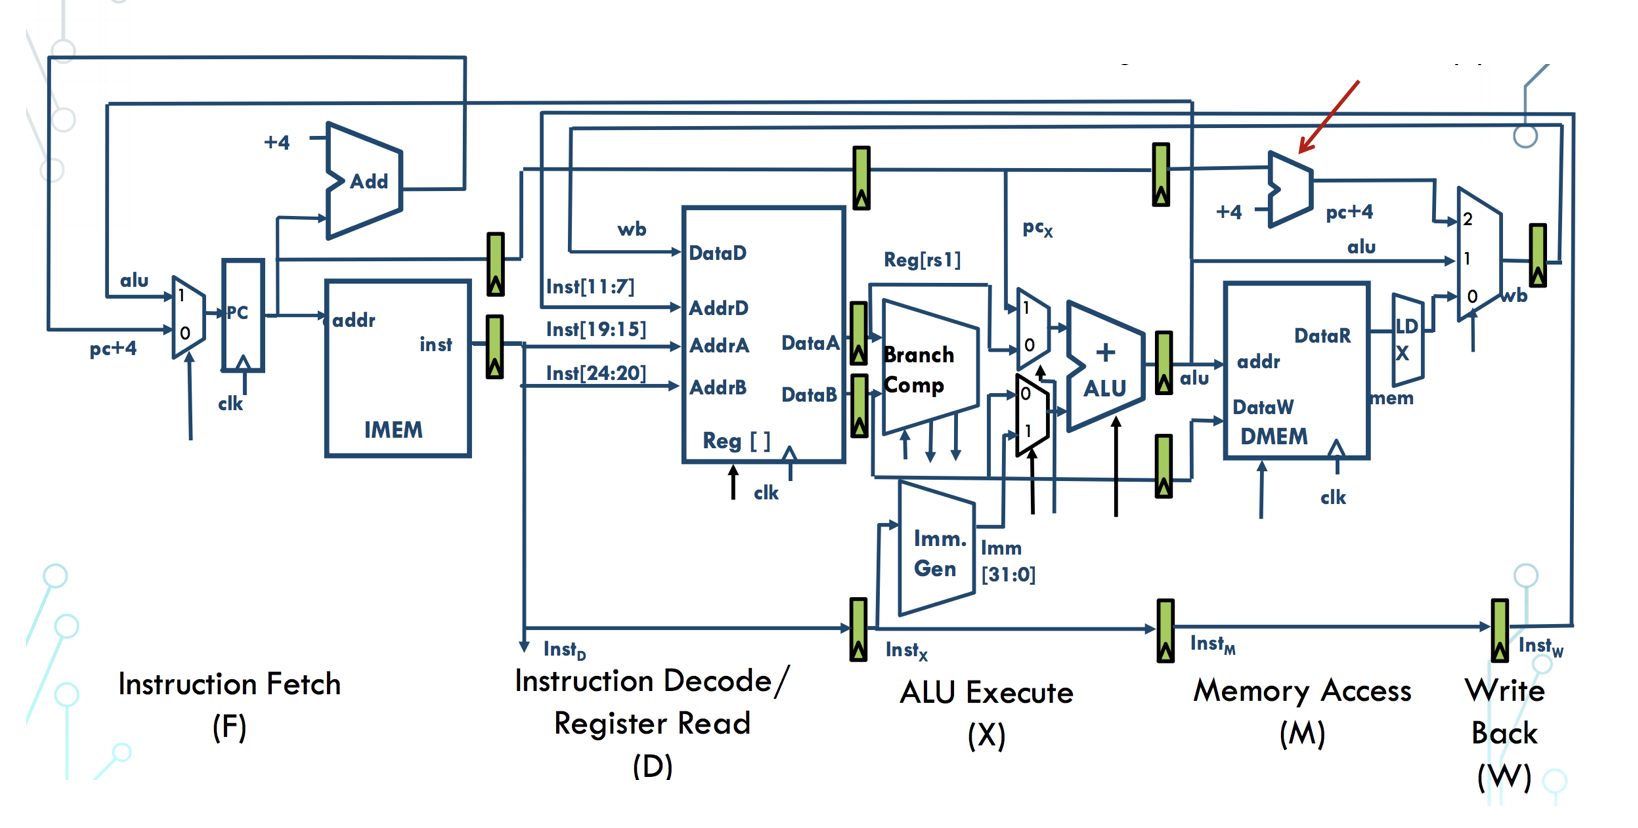 +4
Add
alu
1
0
pc+4
PC
clk
addr
inst
IMEM
wb
Inst[11:7]
Inst[19:15]
Inst[24:20]
DataD
AddrD
AddrA
AddrB
DataA
DataB
Reg [ ]
clk
Reg[rs1]
Branch
Comp
pcX
1
0
0
1
+
ALU
Imm.
Gen
Imm
[31:0]
alu
+4
pc+4
alu
addr
DataR
DataW
DMEM
clk
LD
X
mem
2
1
0
wb
InstD
InstX
InstM
InstW
Instruction Fetch
(F)
Instruction Decode/
Register Read
(D)
ALU Execute
(X)
Memory Access
(M)
Write
Back
(W)